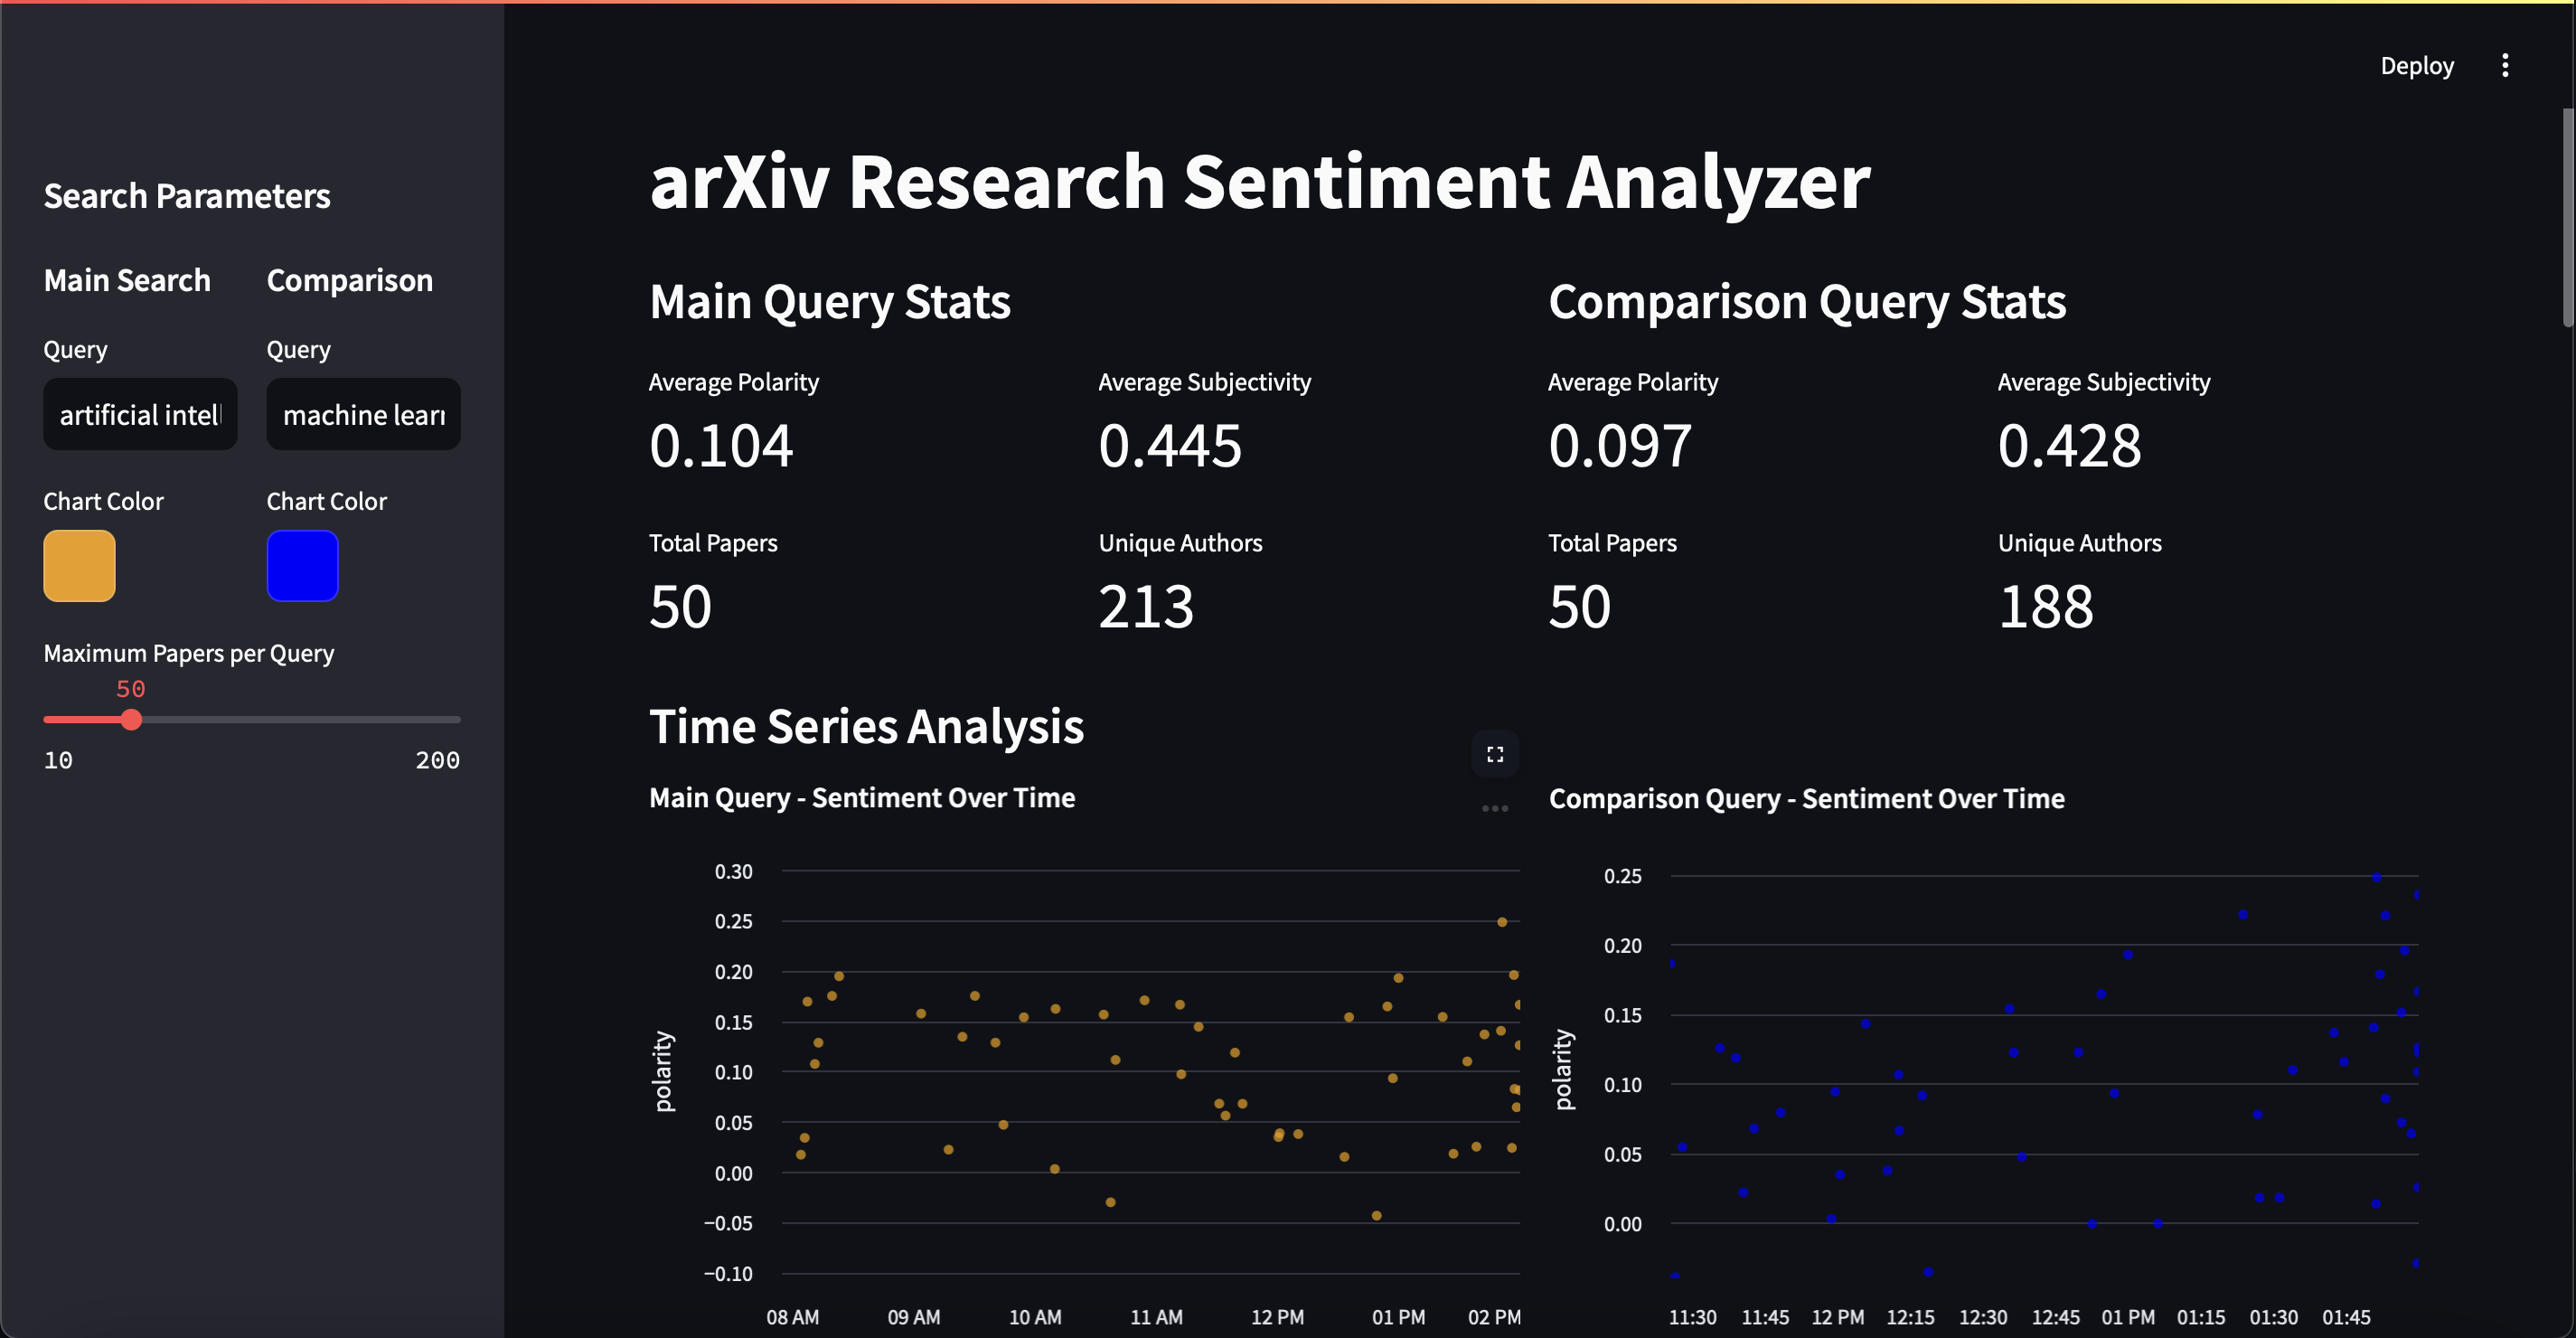 Deploy
Search Parameters
Main Search
Comparison
Query
Query
artificial intel
machine lear
Chart Color
Chart Color
Maximum Papers per Query
50
10
200
arXiv Research Sentiment Analyzer
Main Query Stats
Average Polarity
0.104
Average Subjectivity
0.445
Total Papers
50
Unique Authors
213
Comparison Query Stats
Average Polarity
0.097
Average Subjectivity
0.428
Total Papers
50
Unique Authors
188
Time Series Analysis
Main Query - Sentiment Over Time
polarity
0.30
0.25
0.20
0.15
0.10
0.05
0.00
−0.05
−0.10
08 AM
09 AM
10 AM
11 AM
12 PM
01 PM
02 PM
Comparison Query - Sentiment Over Time
polarity
0.25
0.20
0.15
0.10
0.05
0.00
11:30
11:45
12 PM
12:15
12:30
12:45
01 PM
01:15
01:30
01:45